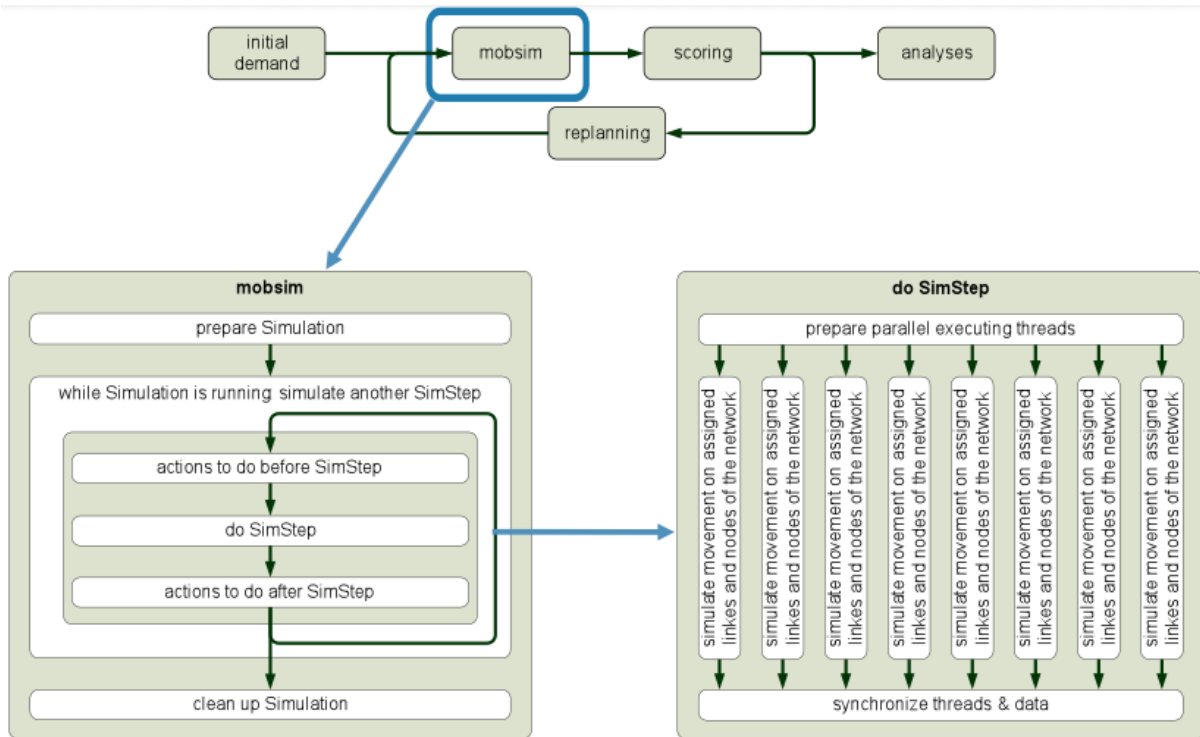 initial
demand
mobsim
scoring
analyses
replanning
mobsim
prepare Simulation
while Simulation is running simulate another SimStep
actions to do before SimStep
do SimStep
actions to do after SimStep
clean up Simulation
do SimStep
prepare parallel executing threads
simulate movement on assigned
linkes and nodes of the network
simulate movement on assigned
linkes and nodes of the network
simulate movement on assigned
linkes and nodes of the network
simulate movement on assigned
linkes and nodes of the network
simulate movement on assigned
linkes and nodes of the network
simulate movement on assigned
linkes and nodes of the network
simulate movement on assigned
linkes and nodes of the network
simulate movement on assigned
linkes and nodes of the network
synchronize threads & data